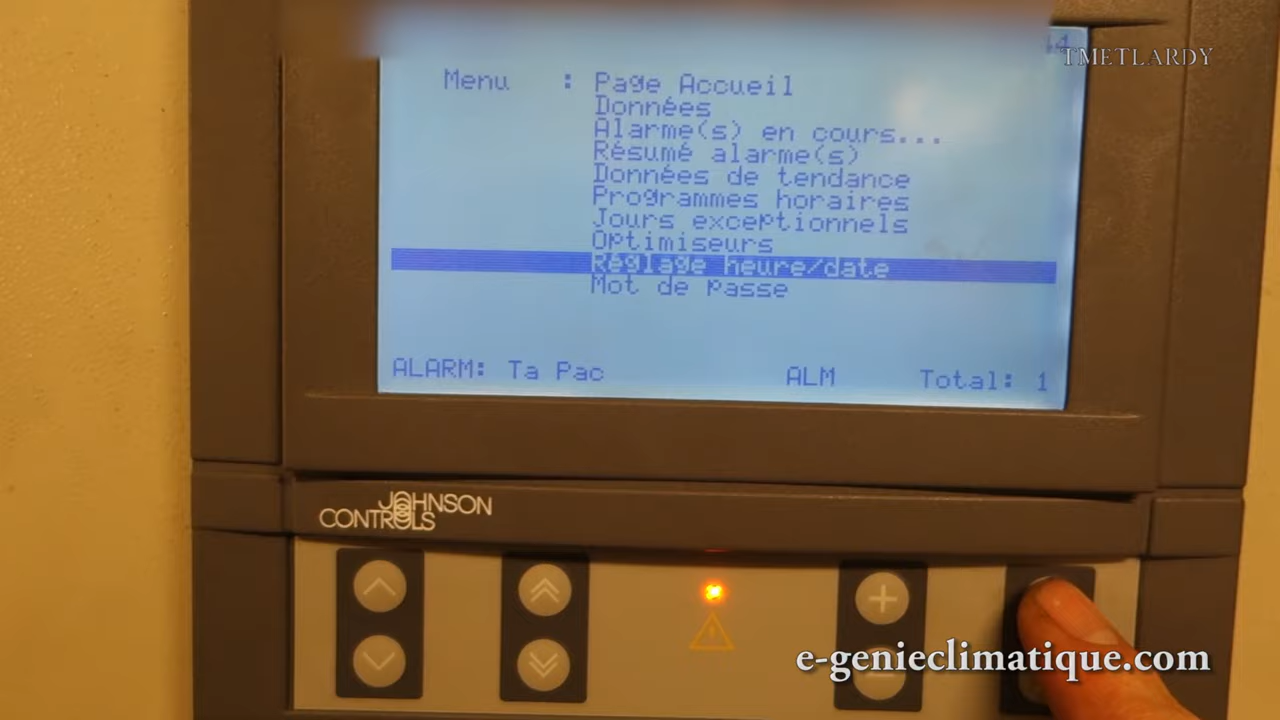 TMETLARDY
Menu : Page Accueil
Données
Alarme(s) en cours...
Résumé alarme(s)
Données de tendance
Programmes horaires
Jours exceptionnels
Optimiseurs
Réglage heure/date
Mot de passe
ALARM: Ta Pac ALM Total: 1
JOHNSON
CONTROLS
e-genieclimatique.com